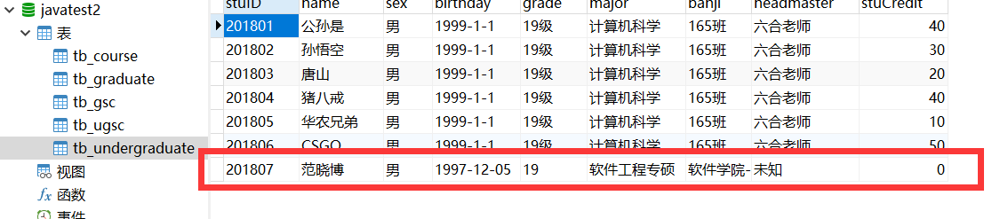 javatest2
表
tb_course
tb_graduate
tb_gsc
tb_ugsc
tb_undergraduate
视图
fx 函数
事件
stuID name sex birthday grade major banji headmaster stuCredit
201801 公孙是 男 1999-1-1 19级 计算机科学 165班 六合老师 40
201802 孙悟空 男 1999-1-1 19级 计算机科学 165班 六合老师 30
201803 唐山 男 1999-1-1 19级 计算机科学 165班 六合老师 20
201804 猪八戒 男 1999-1-1 19级 计算机科学 165班 六合老师 40
201805 华农兄弟 男 1999-1-1 19级 计算机科学 165班 六合老师 10
201806 CSGO 男 1999-1-1 19级 计算机科学 165班 六合老师 50
201807 范晓博 男 1997-12-05 19 软件工程专硕 软件学院- 未知 0